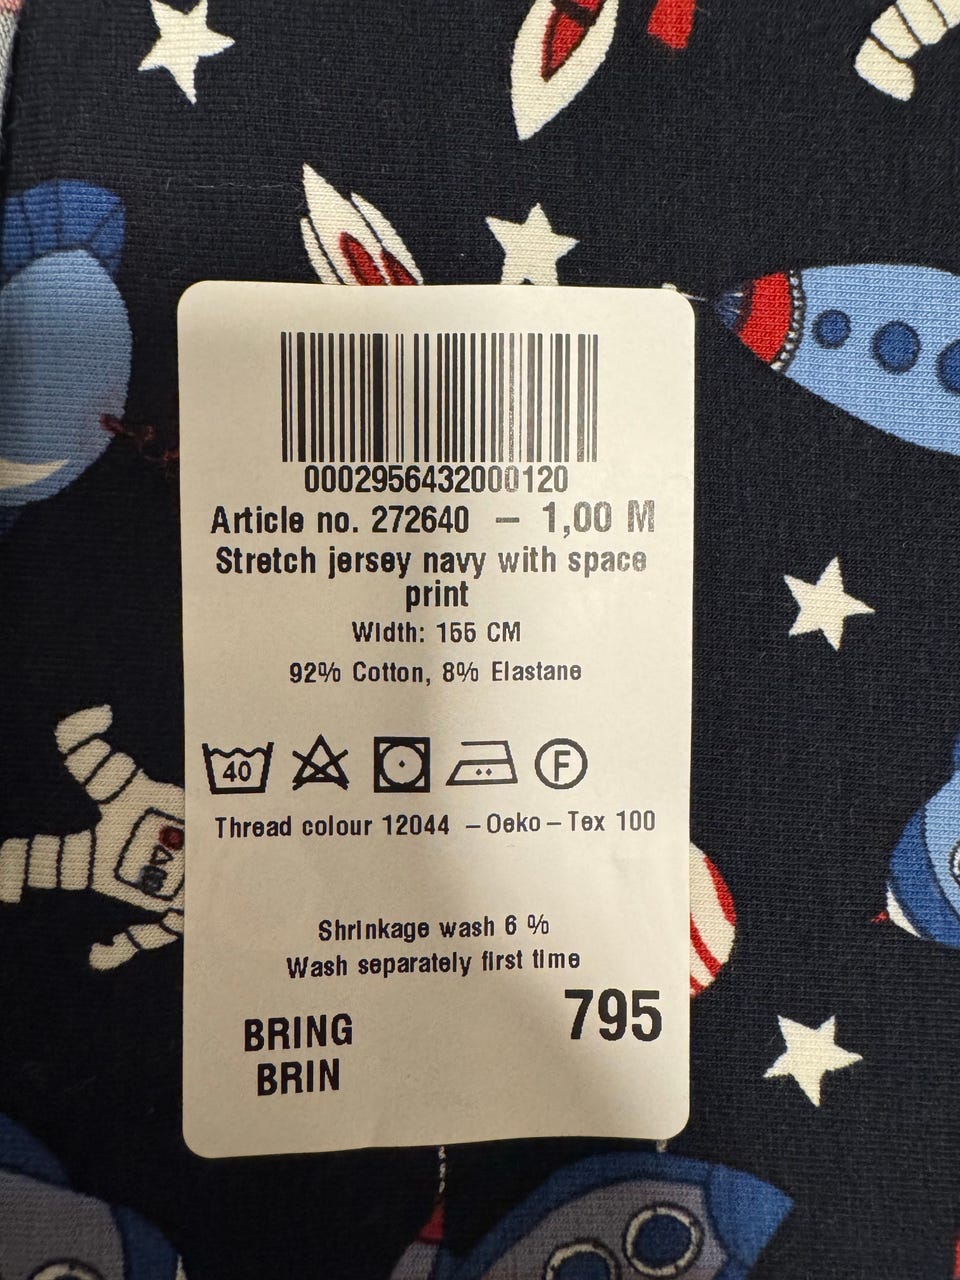 0002956432000120
Article no. 272640 – 1,00 M
Stretch jersey navy with space
print
Width: 155 CM
92% Cotton, 8% Elastane
40 F
Thread colour 12044 – Oeko – Tex 100
Shrinkage wash 6 %
Wash separately first time
795
BRING
BRIN